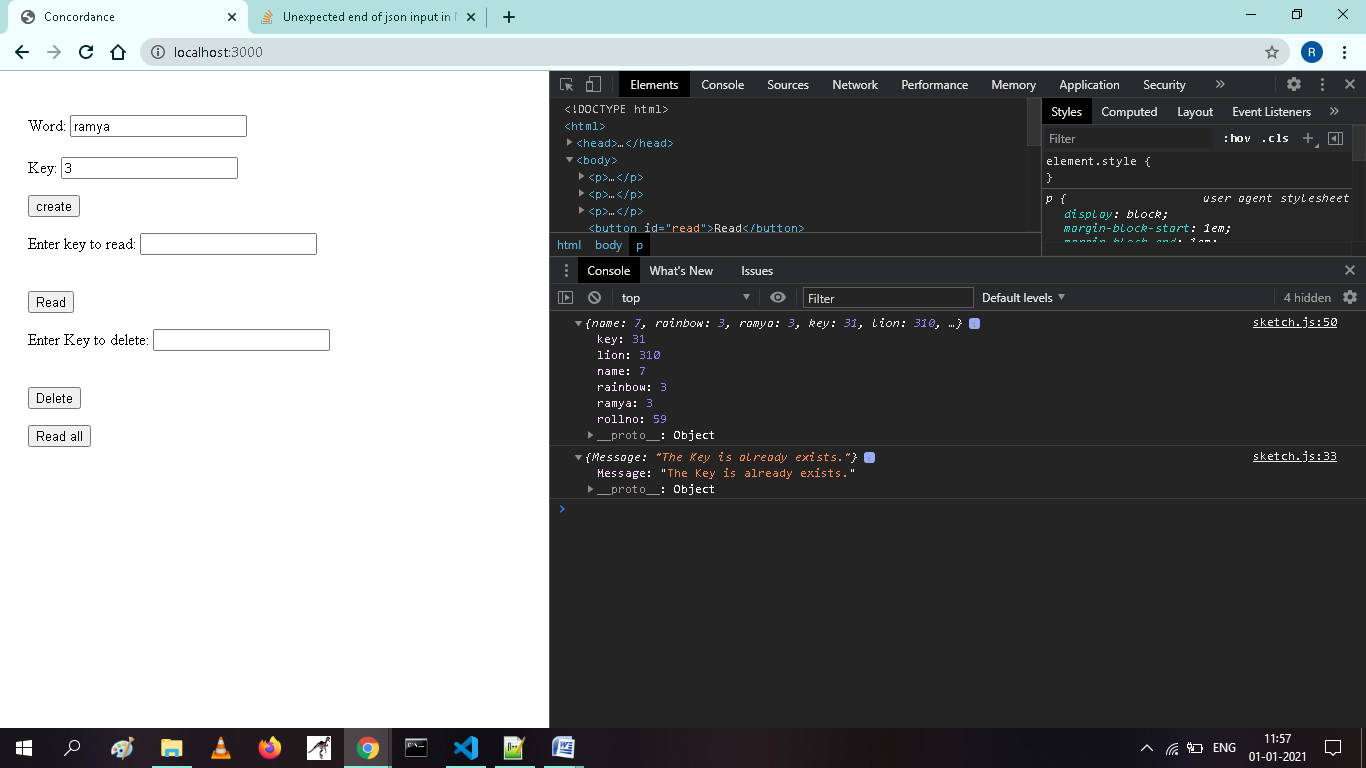 Concordance
Unexpected end of json input in
localhost:3000
R
Word: ramya
Key: 3
create
Enter key to read:
Read
Enter Key to delete:
Delete
Read all
Elements Console Sources Network Performance Memory Application Security »
<!DOCTYPE html>
<html>
<head>…</head>
<body>
<p>…</p>
<p>…</p>
<p>…</p>
<button id="read">Read</button>
html body p
Styles Computed Layout Event Listeners »
Filter :hov .cls +
element.style {
}
p { user agent stylesheet
display: block;
margin-block-start: 1em;
margin-block-end: 1em;
Console What's New Issues
top Filter Default levels 4 hidden
{name: 7, rainbow: 3, ramya: 3, key: 31, lion: 310, …} sketch.js:50
key: 31
lion: 310
name: 7
rainbow: 3
ramya: 3
rollno: 59
__proto__: Object
{Message: "The Key is already exists."} sketch.js:33
Message: "The Key is already exists."
__proto__: Object
ENG
11:57
01-01-2021